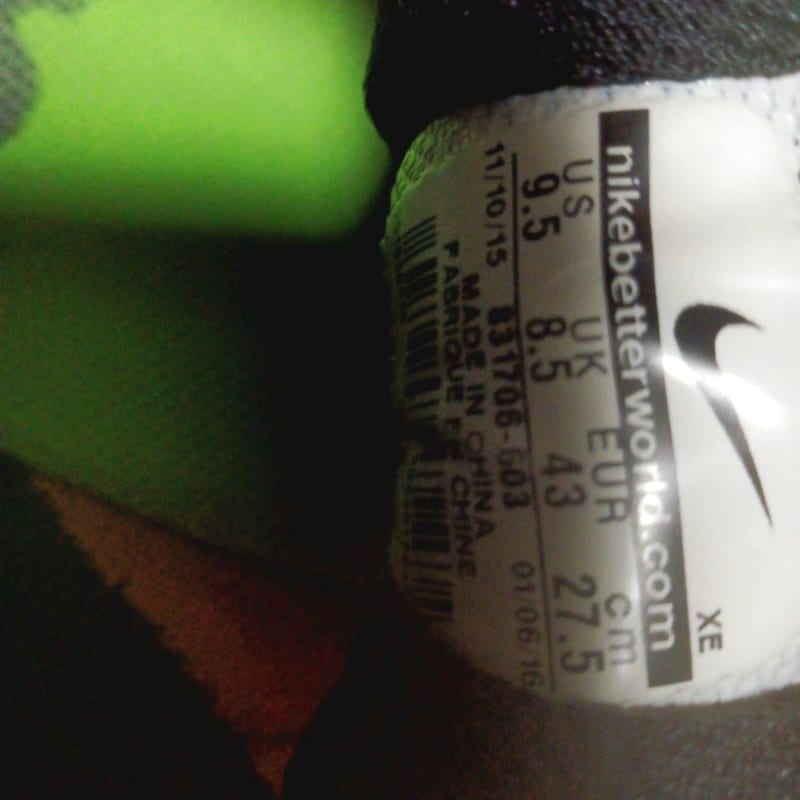 XE
nikebetterworld.com
US UK EUR cm
9.5 8.5 43 27.5
11/10/15 831706-603 01/06/16
MADE IN CHINA
FABRIQUE EN CHINE